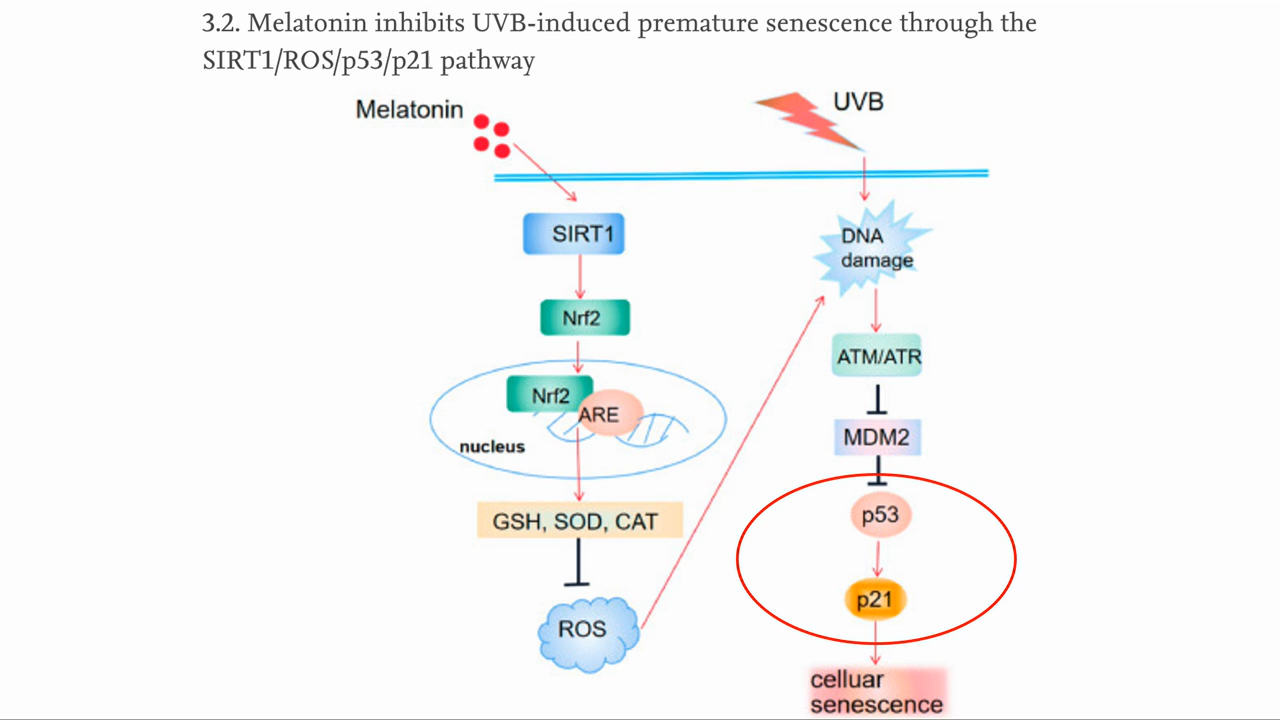 3.2. Melatonin inhibits UVB-induced premature senescence through the
SIRT1/ROS/p53/p21 pathway
Melatonin
UVB
SIRT1
DNA
damage
Nrf2
ATM/ATR
Nrf2
ARE
nucleus
MDM2
GSH, SOD, CAT
p53
p21
ROS
celluar
senescence